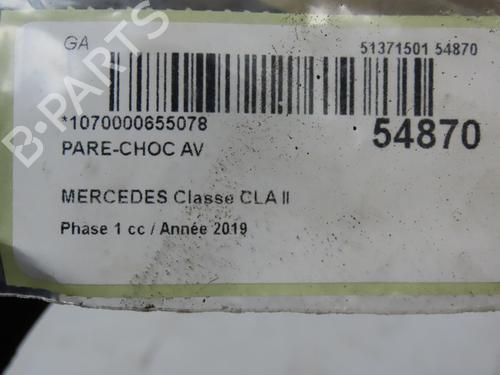 GA
51371501 54870
*1070000655078
54870
PARE-CHOC AV
MERCEDES Classe CLA II
Phase 1 cc / Année 2019
B-PARTS